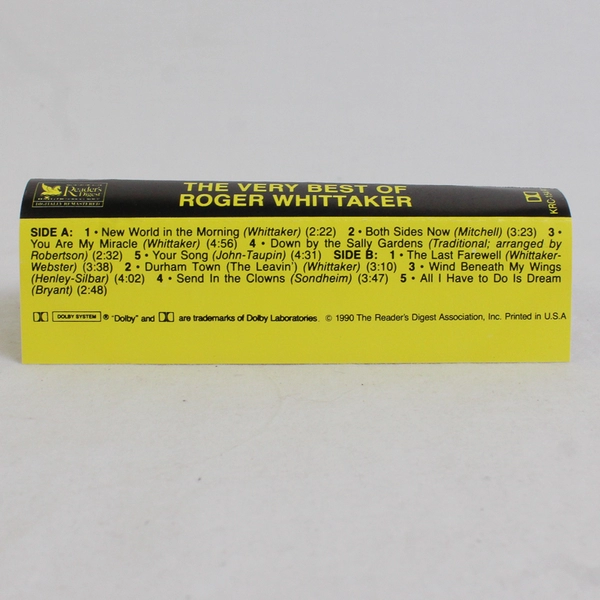 Reader's
Digest
DIGITALLY REMASTERED
THE VERY BEST OF
ROGER WHITTAKER
SIDE A: 1 • New World in the Morning (Whittaker) (2:22) 2 • Both Sides Now (Mitchell) (3:23) 3 •
You Are My Miracle (Whittaker) (4:56) 4 • Down by the Sally Gardens (Traditional; arranged by
Robertson) (2:32) 5 • Your Song (John-Taupin) (4:31) SIDE B: 1 • The Last Farewell (Whittaker-
Webster) (3:38) 2 • Durham Town (The Leavin') (Whittaker) (3:10) 3 • Wind Beneath My Wings
(Henley-Silbar) (4:02) 4 • Send In the Clowns (Sondheim) (3:47) 5 • All I Have to Do Is Dream
(Bryant) (2:48)
DOLBY SYSTEM ® "Dolby" and are trademarks of Dolby Laboratories. © 1990 The Reader's Digest Association, Inc. Printed in U.S.A